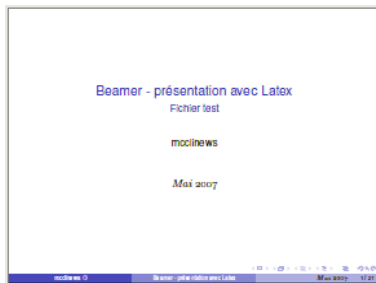 Beamer - présentation avec Latex
Fichier test
mcclinews
Mai 2007
mcclinews © Beamer - présentation avec Latex Mai 2007 1/21